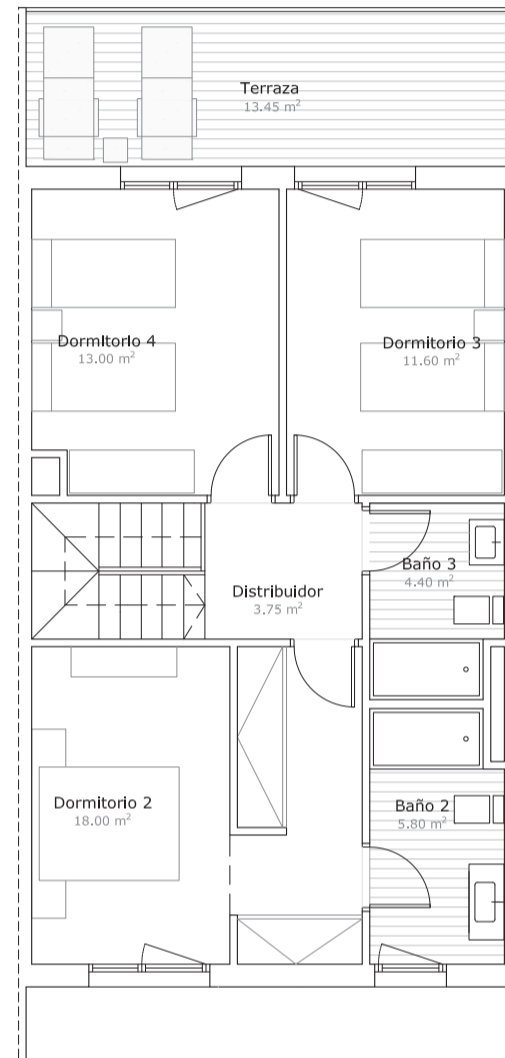 Terraza
13.45 m²
Dormitorio 4
13.00 m²
Dormitorio 3
11.60 m²
Baño 3
4.40 m²
Distribuidor
3.75 m²
Dormitorio 2
18.00 m²
Baño 2
5.80 m²